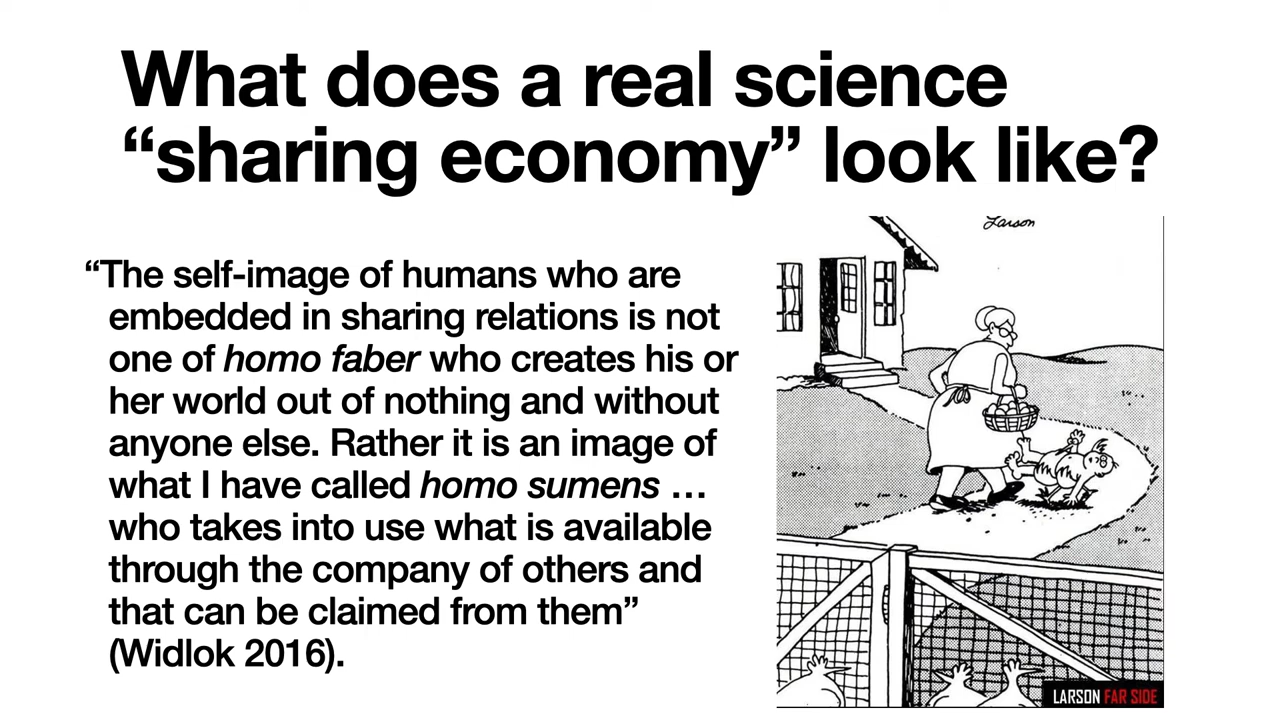 What does a real science
“sharing economy” look like?
“The self-image of humans who are
embedded in sharing relations is not
one of homo faber who creates his or
her world out of nothing and without
anyone else. Rather it is an image of
what I have called homo sumens …
who takes into use what is available
through the company of others and
that can be claimed from them”
(Widlok 2016).
Larson
LARSON FAR SIDE